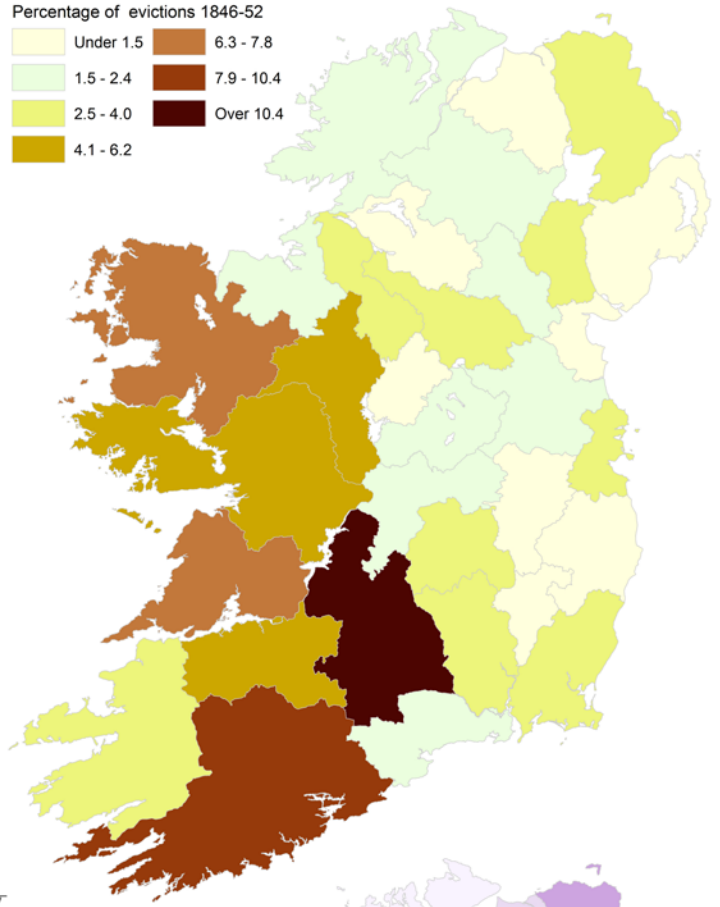 Percentage of evictions 1846-52
Under 1.5
6.3 - 7.8
1.5 - 2.4
7.9 - 10.4
2.5 - 4.0
Over 10.4
4.1 - 6.2